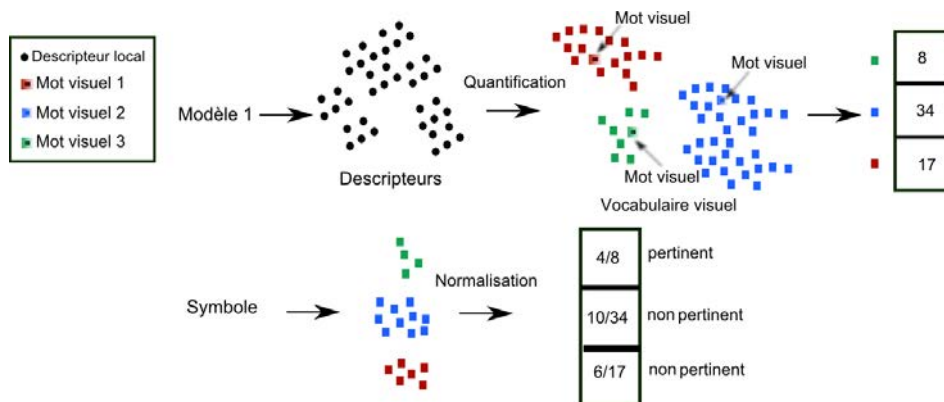 Descripteur local
Mot visuel 1
Mot visuel 2
Mot visuel 3
Modèle 1
Descripteurs
Quantification
Mot visuel
Mot visuel
Mot visuel
Vocabulaire visuel
8
34
17
Symbole
Normalisation
4/8 pertinent
10/34 non pertinent
6/17 non pertinent